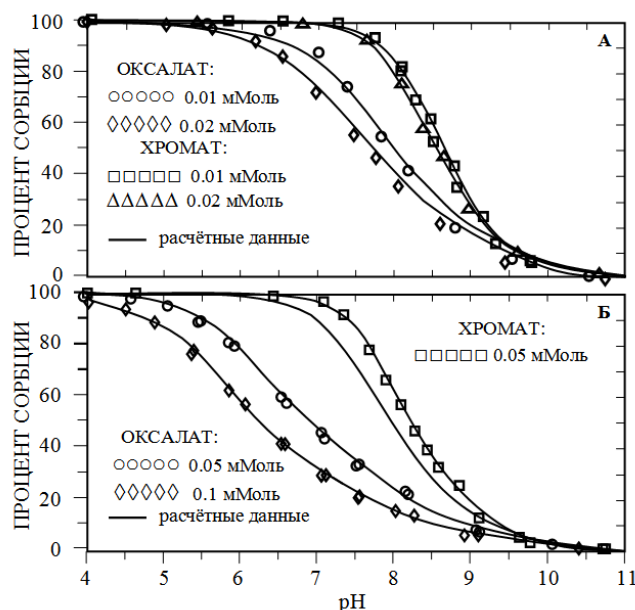 100
80
60
40
20
0
ПРОЦЕНТ СОРБЦИИ
А
ОКСАЛАТ:
0.01 мМоль
0.02 мМоль
ХРОМАТ:
0.01 мМоль
0.02 мМоль
расчётные данные
100
80
60
40
20
0
ПРОЦЕНТ СОРБЦИИ
Б
ХРОМАТ:
0.05 мМоль
ОКСАЛАТ:
0.05 мМоль
0.1 мМоль
расчётные данные
4 5 6 7 8 9 10 11
pH